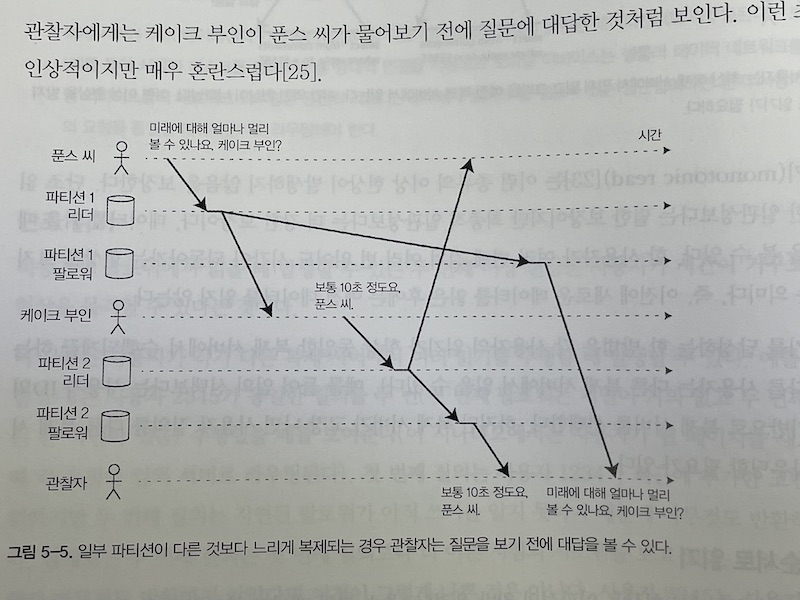 관찰자에게는 케이크 부인이 푼스 씨가 물어보기 전에 질문에 대답한 것처럼 보인다. 이런
인상적이지만 매우 혼란스럽다[25].
미래에 대해 얼마나 멀리
볼 수 있나요, 케이크 부인?
시간
푼스 씨
파티션 1
리더
파티션 1
팔로워
보통 10초 정도요,
푼스 씨.
케이크 부인
파티션 2
리더
파티션 2
팔로워
관찰자
보통 10초 정도요,
푼스 씨.
미래에 대해 얼마나 멀리
볼 수 있나요, 케이크 부인?
그림 5-5. 일부 파티션이 다른 것보다 느리게 복제되는 경우 관찰자는 질문을 보기 전에 대답을 볼 수 있다.